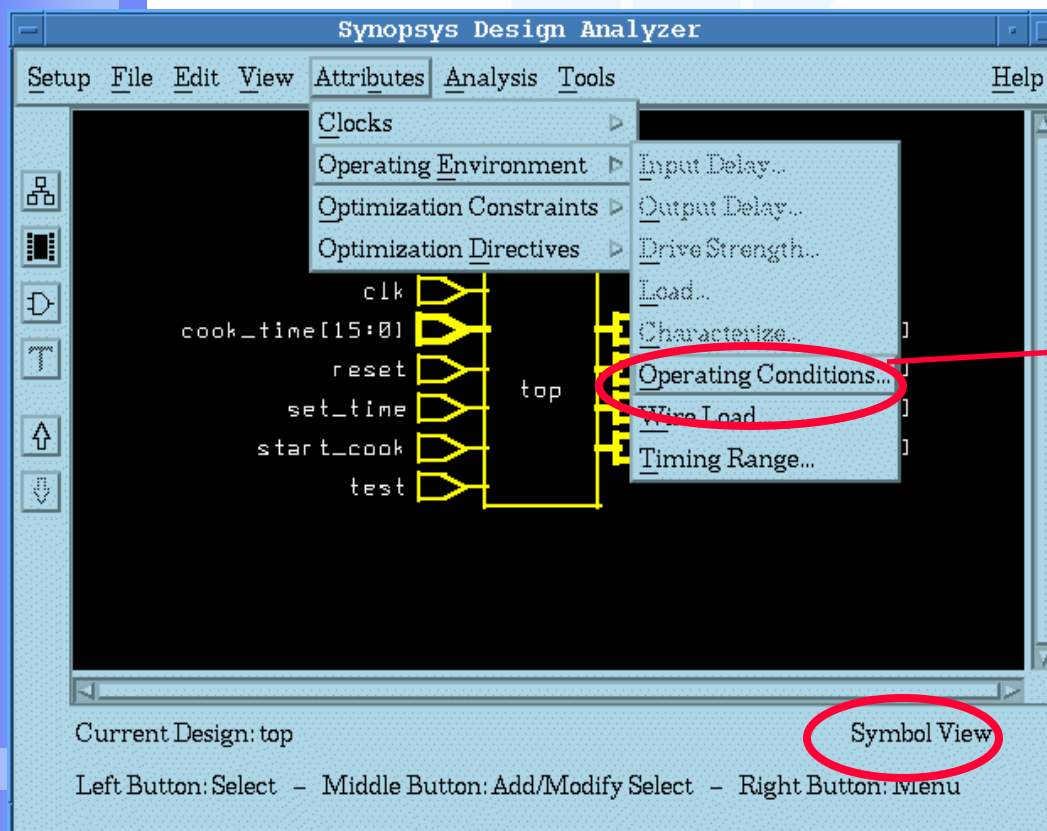 Synopsys Design Analyzer
Setup File Edit View Attributes Analysis Tools Help
Clocks
Operating Environment
Optimization Constraints
Optimization Directives
Input Delay...
Output Delay...
Drive Strength...
Load...
Characterize...
Operating Conditions...
Wire Load...
Timing Range...
clk
cook_time[15:0]
reset
set_time
start_cook
test
top
]
]
]
]
T
Current Design: top Symbol View
Left Button: Select – Middle Button: Add/Modify Select – Right Button: Menu